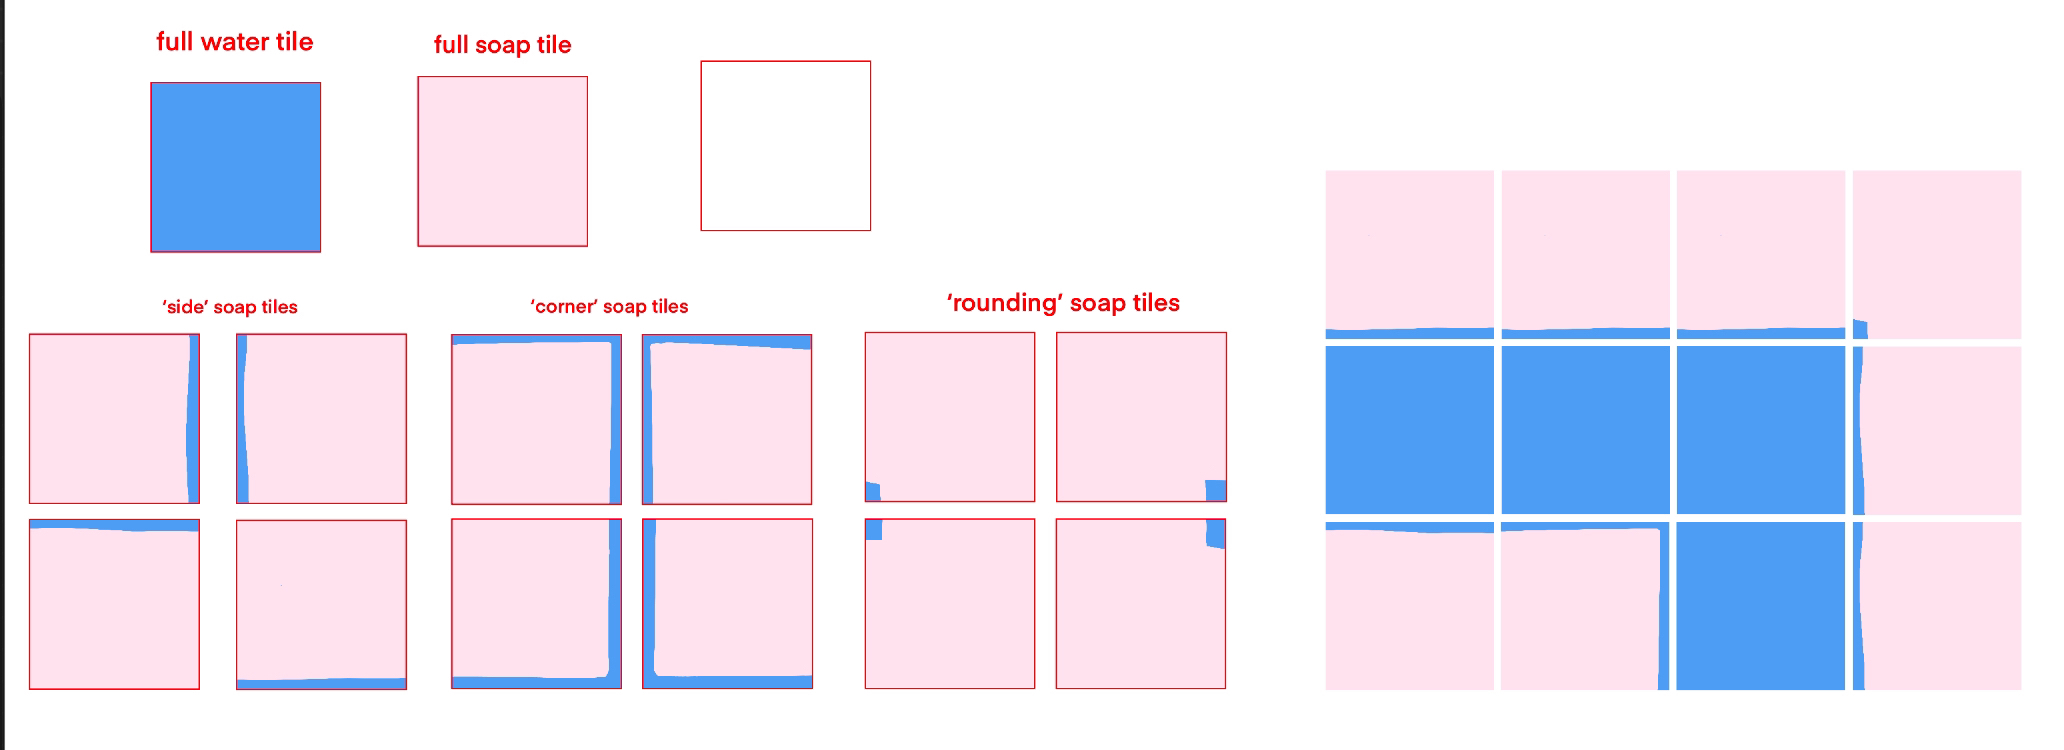 full water tile
full soap tile
‘side’ soap tiles
‘corner’ soap tiles
‘rounding’ soap tiles